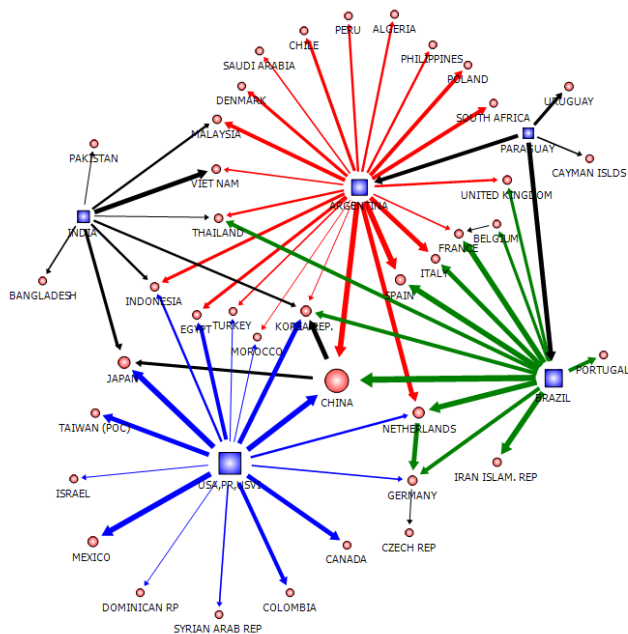 PERU
ALGERIA
CHILE
SAUDI ARABIA
PHILIPPINES
POLAND
DENMARK
URUGUAY
SOUTH AFRICA
MALAYSIA
PARAGUAY
PAKISTAN
CAYMAN ISLDS
VIET NAM
UNITED KINGDOM
ARGENTINA
INDIA
THAILAND
BELGIUM
FRANCE
ITALY
BANGLADESH
INDONESIA
SPAIN
EGYPT
TURKEY
KOREA REP.
MOROCCO
JAPAN
PORTUGAL
CHINA
BRAZIL
TAIWAN (POC)
NETHERLANDS
IRAN ISLAM. REP
USA,PR,USVI
ISRAEL
GERMANY
MEXICO
CANADA
CZECH REP
DOMINICAN RP
COLOMBIA
SYRIAN ARAB REP